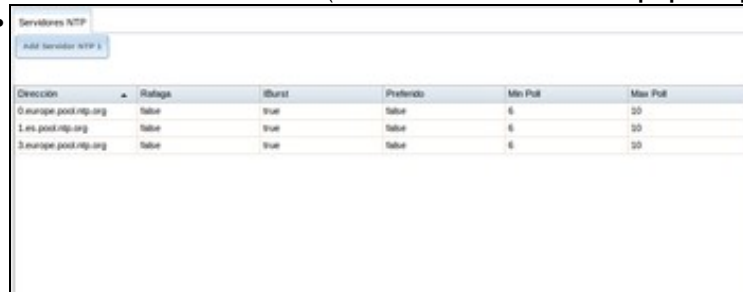 Servidores NTP
Add Servidor NTP
Dirección Rafaga IBurst Preferido Min Poll Max Poll
0.europe.pool.ntp.org false true false 6 10
1.es.pool.ntp.org false true false 6 10
3.europe.pool.ntp.org false true false 6 10